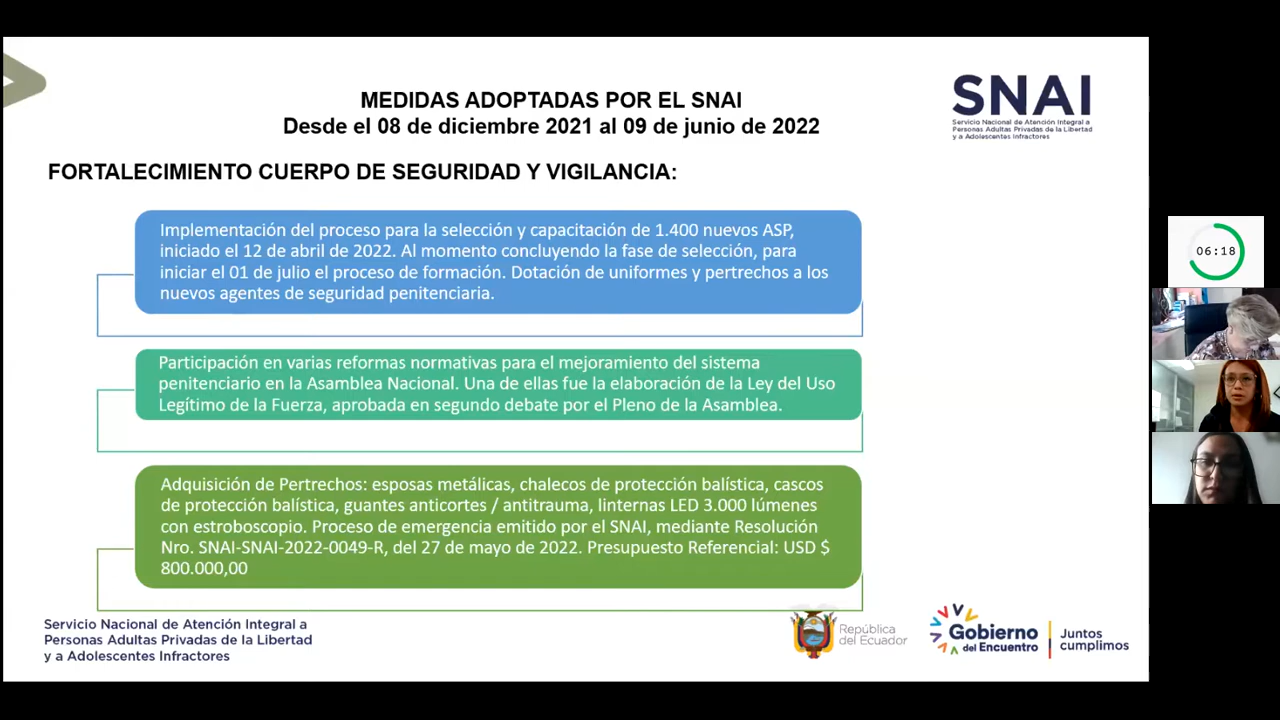 MEDIDAS ADOPTADAS POR EL SNAI
Desde el 08 de diciembre 2021 al 09 de junio de 2022
SNAI
Servicio Nacional de Atención Integral a
Personas Adultas Privadas de la Libertad
y a Adolescentes Infractores
FORTALECIMIENTO CUERPO DE SEGURIDAD Y VIGILANCIA:
Implementación del proceso para la selección y capacitación de 1.400 nuevos ASP,
iniciado el 12 de abril de 2022. Al momento concluyendo la fase de selección, para
iniciar el 01 de julio el proceso de formación. Dotación de uniformes y pertrechos a los
nuevos agentes de seguridad penitenciaria.
06:18
Participación en varias reformas normativas para el mejoramiento del sistema
penitenciario en la Asamblea Nacional. Una de ellas fue la elaboración de la Ley del Uso
Legítimo de la Fuerza, aprobada en segundo debate por el Pleno de la Asamblea.
Adquisición de Pertrechos: esposas metálicas, chalecos de protección balística, cascos
de protección balística, guantes anticortes / antitrauma, linternas LED 3.000 lúmenes
con estroboscopio. Proceso de emergencia emitido por el SNAI, mediante Resolución
Nro. SNAI-SNAI-2022-0049-R, del 27 de mayo de 2022. Presupuesto Referencial: USD $
800.000,00
Servicio Nacional de Atención Integral a
Personas Adultas Privadas de la Libertad
y a Adolescentes Infractores
República
del Ecuador
Gobierno
del Encuentro
Juntos
cumplimos